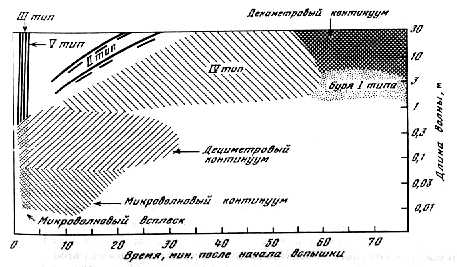 III тип
Декаметровый континуум
V тип
II тип
IV тип
буря I типа
Дециметровый
континуум
Микроволновый континуум
Микроволновый всплеск
30
10
3
1
0,3
0,1
0,03
0,01
Длина волны, м
0 10 20 30 40 50 60 70
Время, мин. после начала вспышки